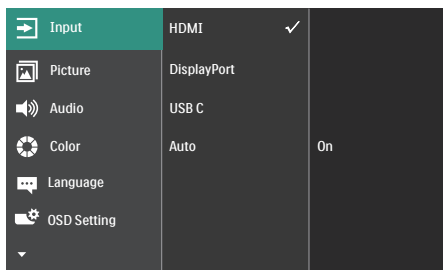 Input
HDMI
Picture
DisplayPort
Audio
USB C
Color
Auto
On
Language
OSD Setting